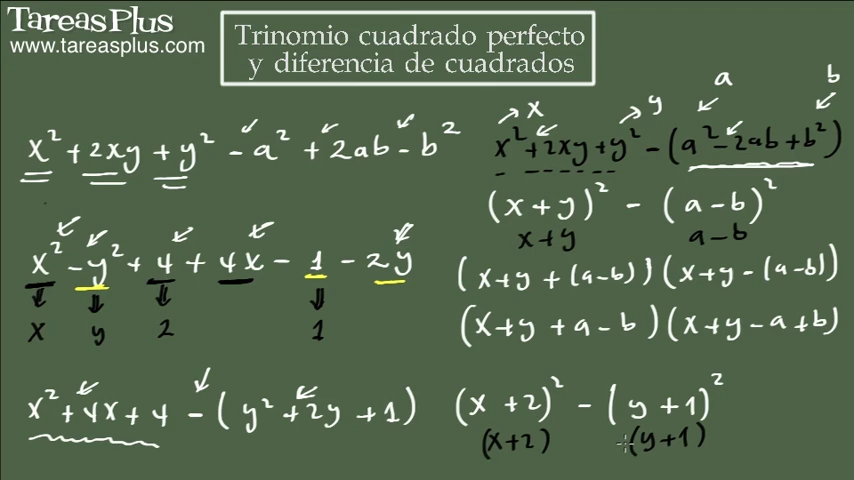 TareasPlus
www.tareasplus.com
Trinomio cuadrado perfecto
y diferencia de cuadrados
x² + 2xy + y² - a² + 2ab - b²
x² - y² + 4 + 4x - 1 - 2y
x y 2 1
x² + 4x + 4 - (y² + 2y + 1)
a b
x y
x² + 2xy + y² - (a² - 2ab + b²)
(x + y)² - (a - b)²
x+y a-b
(x+y + (a-b))(x+y - (a-b))
(x+y + a - b)(x+y - a + b)
(x + 2)² - (y + 1)²
(x+2) (y+1)